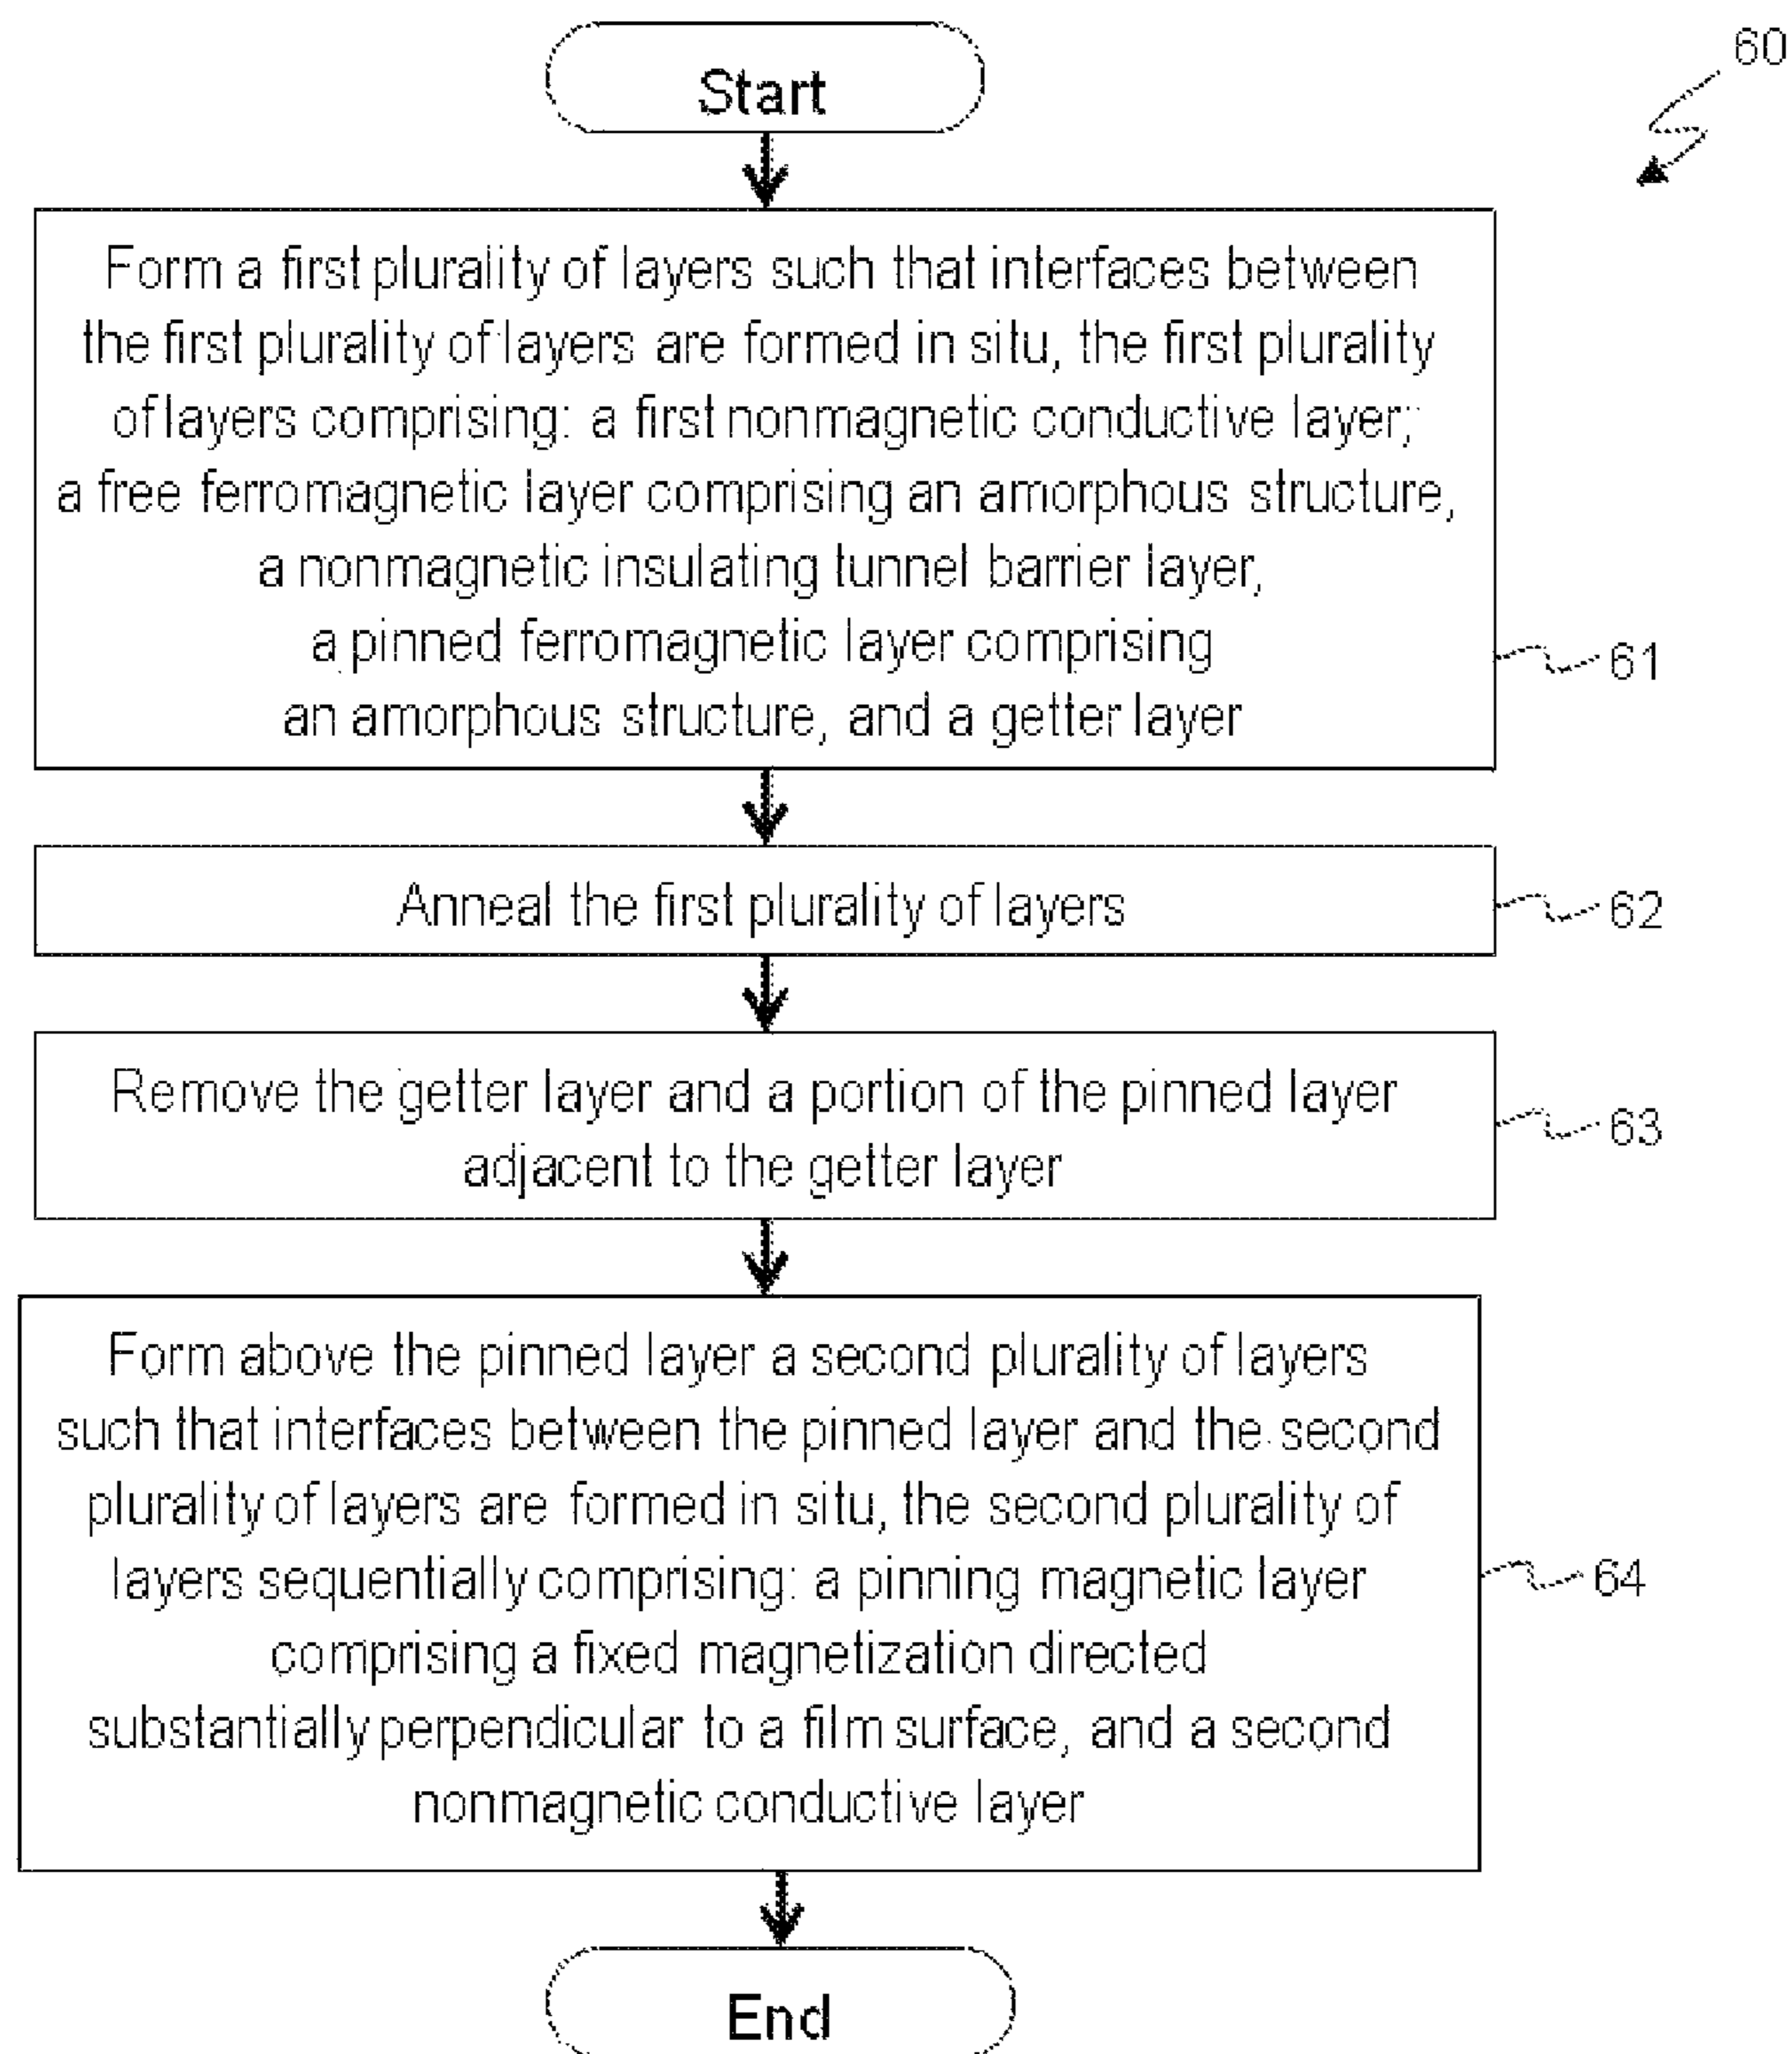 Start
60
Form a first plurality of layers such that interfaces between
the first plurality of layers are formed in situ, the first plurality
of layers comprising: a first nonmagnetic conductive layer;
a free ferromagnetic layer comprising an amorphous structure,
a nonmagnetic insulating tunnel barrier layer,
a pinned ferromagnetic layer comprising
an amorphous structure, and a getter layer
61
Anneal the first plurality of layers
62
Remove the getter layer and a portion of the pinned layer
adjacent to the getter layer
63
Form above the pinned layer a second plurality of layers
such that interfaces between the pinned layer and the second
plurality of layers are formed in situ, the second plurality of
layers sequentially comprising: a pinning magnetic layer
comprising a fixed magnetization directed
substantially perpendicular to a film surface, and a second
nonmagnetic conductive layer
64
End